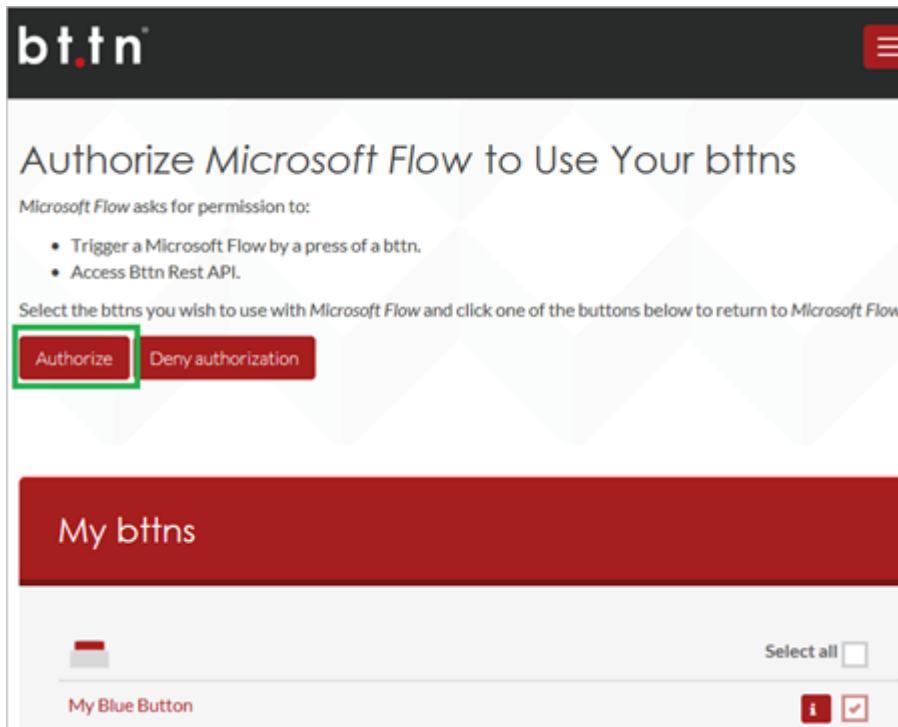 bt.tn
Authorize Microsoft Flow to Use Your bttns
Microsoft Flow asks for permission to:
• Trigger a Microsoft Flow by a press of a bttn.
• Access Bttn Rest API.
Select the bttns you wish to use with Microsoft Flow and click one of the buttons below to return to Microsoft Flow
Authorize Deny authorization
My bttns
Select all
My Blue Button i